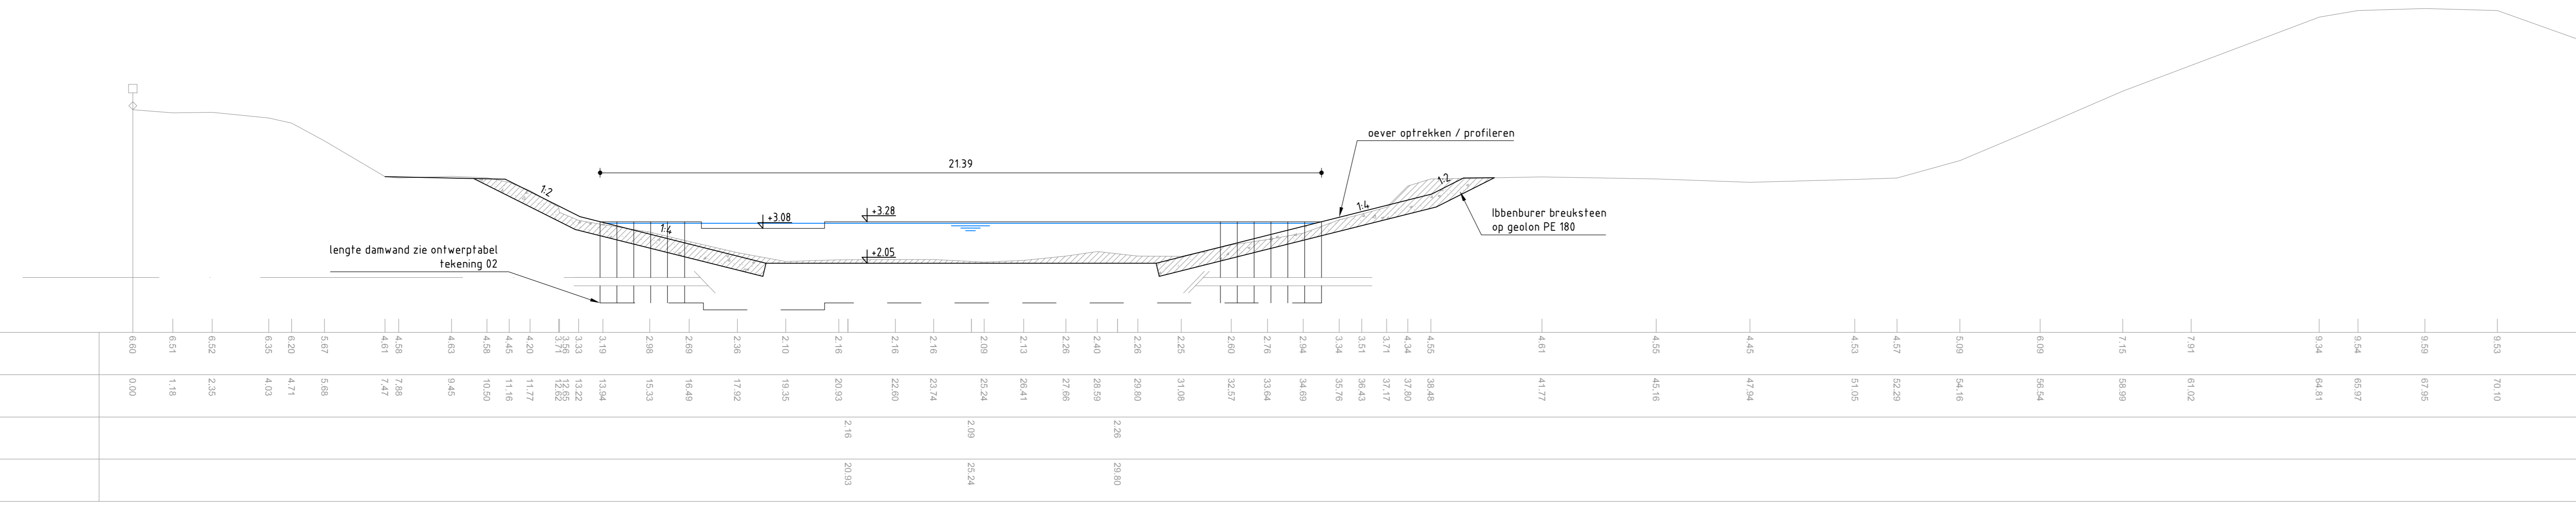 oever optrekken / profileren
21.39
1:2
1:2
+3.28
+3.08
1:4
1:4
Ibbenburer breuksteen
op geolon PE 180
lengte damwand zie ontwerptabel
tekening 02
+2.05
6.60 6.51 6.52 6.35 6.20 5.67 4.61 4.58 4.63 4.58 4.45 4.20 3.71 3.56 3.33 3.19 2.98 2.69 2.36 2.10 2.16 2.16 2.16 2.09 2.13 2.26 2.40 2.26 2.25 2.60 2.76 2.94 3.34 3.51 3.71 4.34 4.55 4.61 4.55 4.45 4.53 4.57 5.09 6.09 7.15 7.91 9.34 9.54 9.59 9.53
0.00 1.18 2.35 4.03 4.71 5.68 7.47 7.88 9.45 10.50 11.16 11.77 12.62 12.65 13.22 13.94 15.33 16.49 17.92 19.35 20.93 22.60 23.74 25.24 26.41 27.66 28.59 29.80 31.08 32.57 33.64 34.69 35.76 36.43 37.17 37.80 38.48 41.77 45.16 47.94 51.05 52.29 54.16 56.54 58.99 61.02 64.81 65.97 67.95 70.10
2.16 2.09 2.26
20.93 25.24 29.80